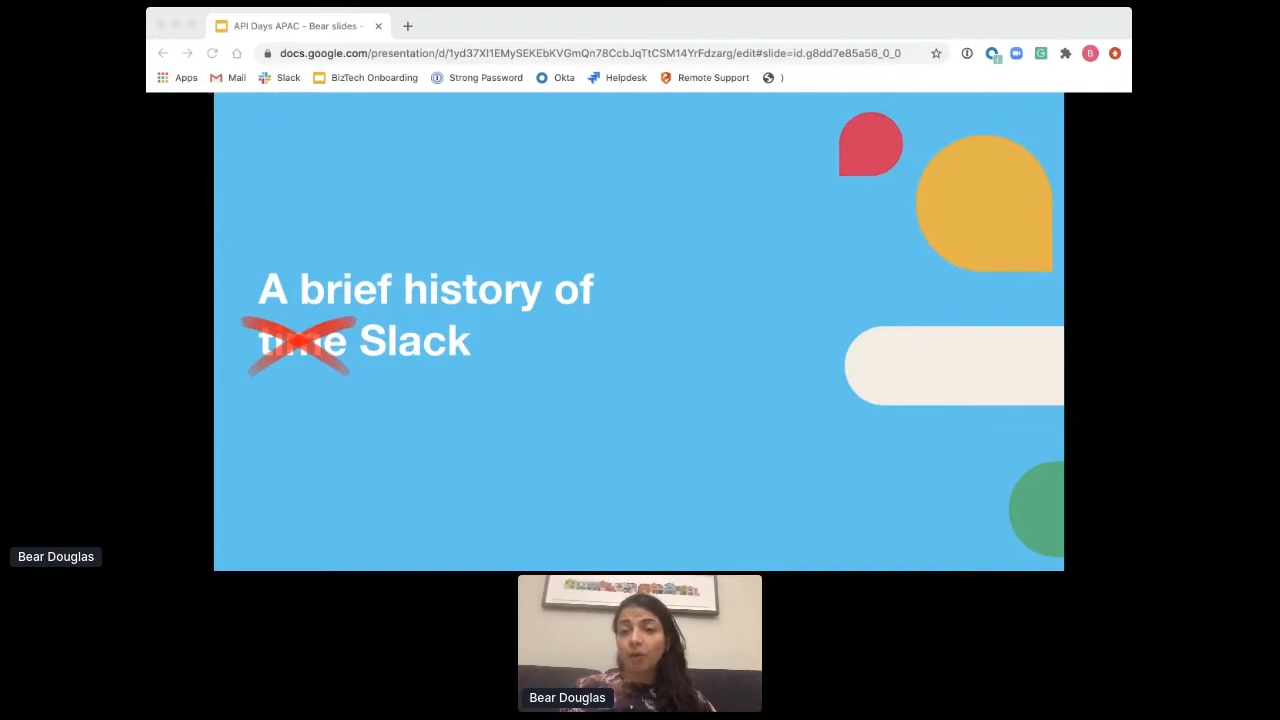 API Days APAC - Bear slides -
docs.google.com/presentation/d/1yd37XI1EMySEKEbKVGmQn78CcbJqTtCSM14YrFdzarg/edit#slide=id.g8dd7e85a56_0_0
B
Apps Mail Slack BizTech Onboarding Strong Password Okta Helpdesk Remote Support )
A brief history of
time Slack
Bear Douglas
Bear Douglas